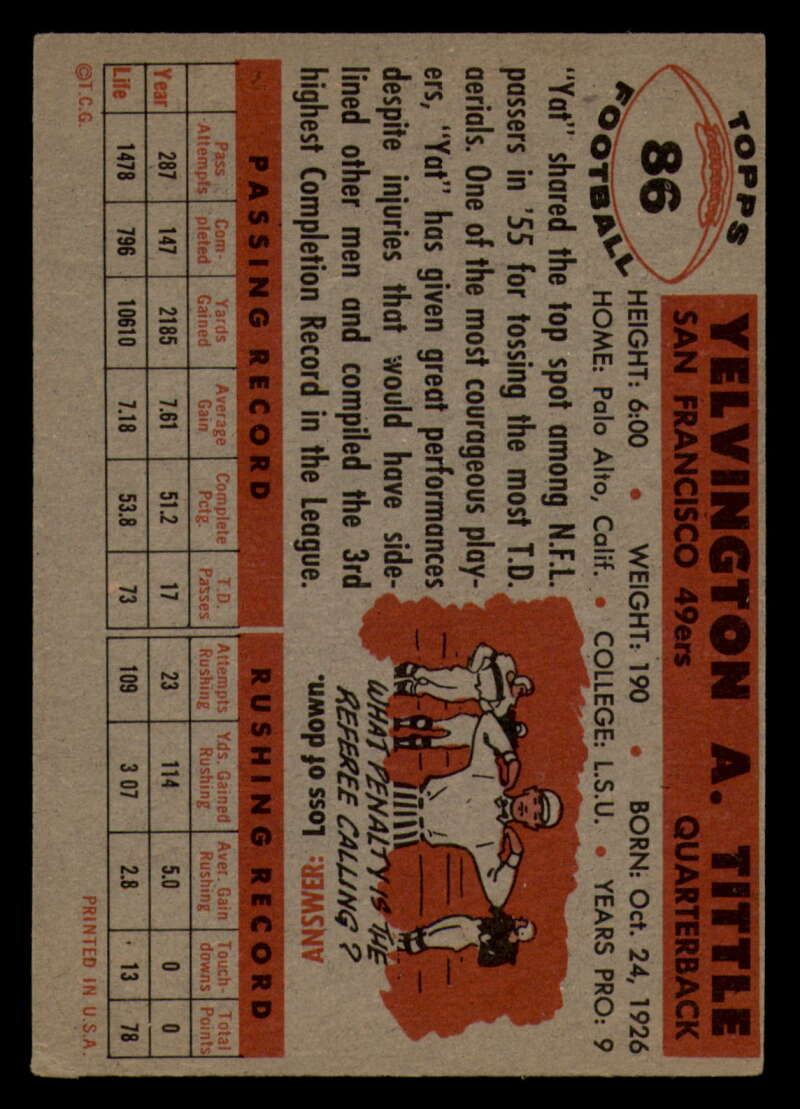 TOPPS
86
FOOTBALL
YELVINGTON A. TITTLE
SAN FRANCISCO 49ers QUARTERBACK
HEIGHT: 6:00 • WEIGHT: 190 • BORN: Oct. 24, 1926
HOME: Palo Alto, Calif. • COLLEGE: L.S.U. • YEARS PRO: 9
"Yat" shared the top spot among N.F.L.
passers in '55 for tossing the most T.D.
aerials. One of the most courageous play-
ers, "Yat" has given great performances
despite injuries that would have side-
lined other men and compiled the 3rd
highest Completion Record in the League.
WHAT PENALTY IS THE
REFEREE CALLING?
ANSWER: Loss of down.
PASSING RECORD RUSHING RECORD
Pass Attempts Com-pleted Yards Gained Average Gain Complete Pctg. T.D. Passes Attempts Rushing Yds. Gained Rushing Aver. Gain Rushing Touch-downs Total Points
Year 287 147 2185 7.61 51.2 17 23 114 5.0 0 0
Life 1478 796 10610 7.18 53.8 73 109 3 07 2.8 13 78
©T.C.G. PRINTED IN U.S.A.